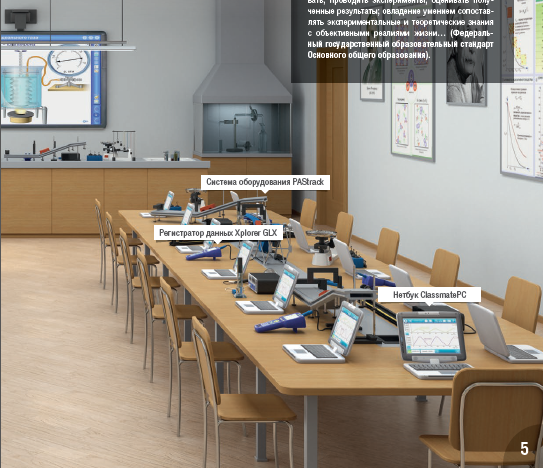 вать, проводить эксперименты, оценивать полу-
ченные результаты; овладение умением сопостав-
лять экспериментальные и теоретические знания
с объективными реалиями жизни... (Федераль-
ный государственный образовательный стандарт
Основного общего образования).
Система оборудования PAStrack
Регистратор данных Xplorer GLX
Нетбук ClassmatePC
5